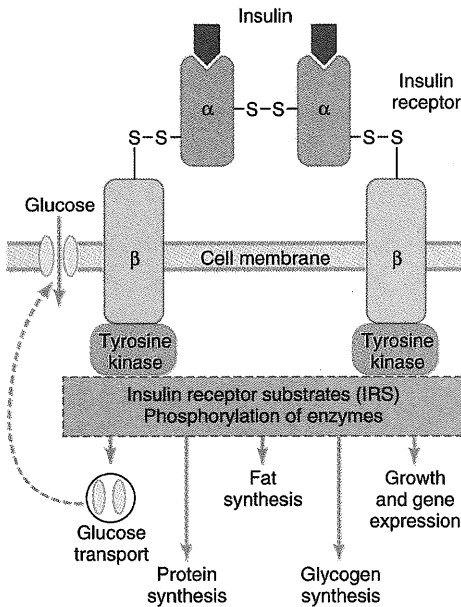 Insulin
α
S–S
α
Insulin
receptor
S–S
S–S
Glucose
β
Cell membrane
β
Tyrosine
kinase
Tyrosine
kinase
Insulin receptor substrates (IRS)
Phosphorylation of enzymes
Glucose
transport
Fat
synthesis
Growth
and gene
expression
Protein
synthesis
Glycogen
synthesis